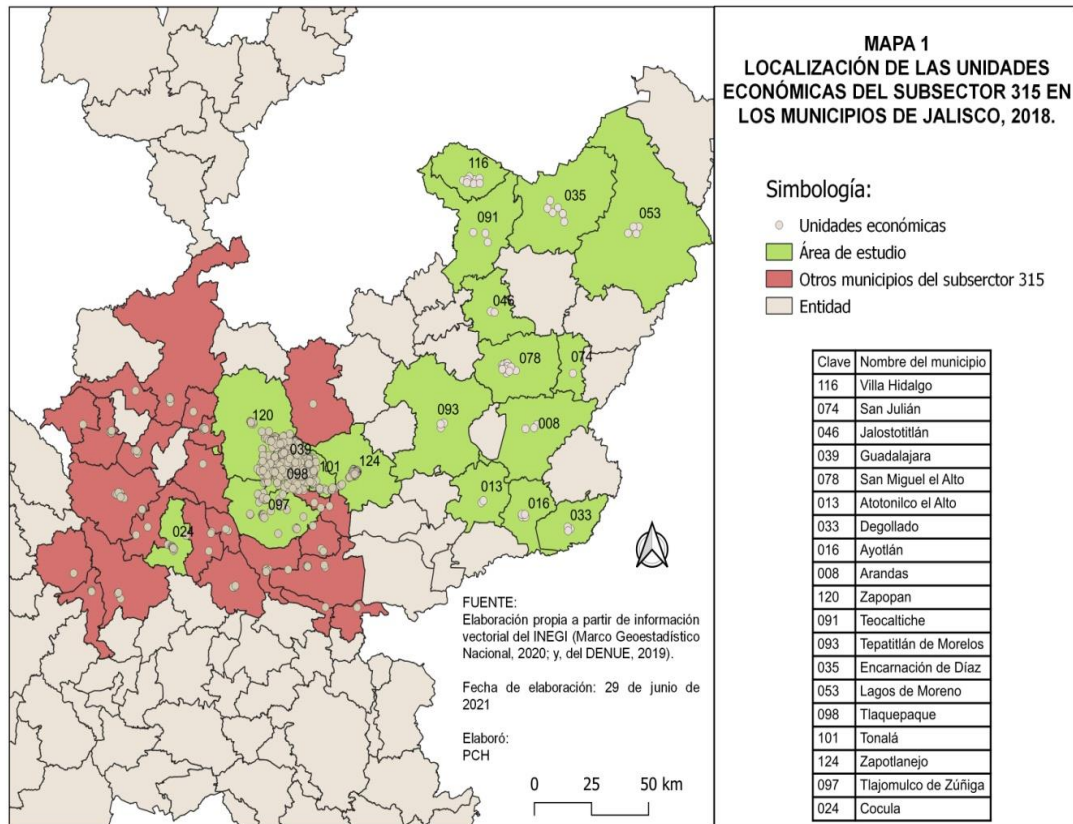 MAPA 1
LOCALIZACIÓN DE LAS UNIDADES
ECONÓMICAS DEL SUBSECTOR 315 EN
LOS MUNICIPIOS DE JALISCO, 2018.
Simbología:
Unidades económicas
Área de estudio
Otros municipios del subserctor 315
Entidad
Clave Nombre del municipio
116 Villa Hidalgo
074 San Julián
046 Jalostotitlán
039 Guadalajara
078 San Miguel el Alto
013 Atotonilco el Alto
033 Degollado
016 Ayotlán
008 Arandas
120 Zapopan
091 Teocaltiche
093 Tepatitlán de Morelos
035 Encarnación de Díaz
053 Lagos de Moreno
098 Tlaquepaque
101 Tonalá
124 Zapotlanejo
097 Tlajomulco de Zúñiga
024 Cocula
116
035
091
053
046
078
074
093
008
120
039
101
124
098
097
013
016
033
024
FUENTE:
Elaboración propia a partir de información
vectorial del INEGI (Marco Geoestadístico
Nacional, 2020; y, del DENUE, 2019).
Fecha de elaboración: 29 de junio de
2021
Elaboró:
PCH
0 25 50 km